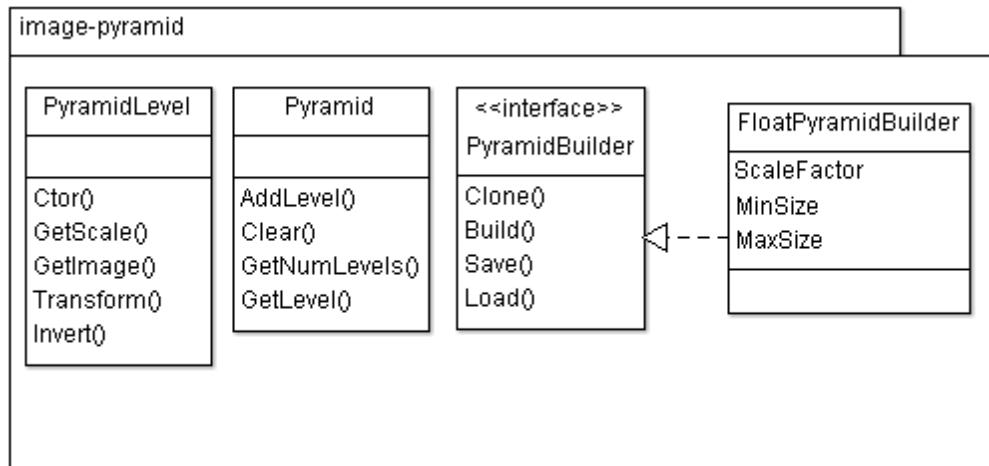 image-pyramid
PyramidLevel
Ctor()
GetScale()
GetImage()
Transform()
Invert()
Pyramid
AddLevel()
Clear()
GetNumLevels()
GetLevel()
<<interface>>
PyramidBuilder
Clone()
Build()
Save()
Load()
FloatPyramidBuilder
ScaleFactor
MinSize
MaxSize